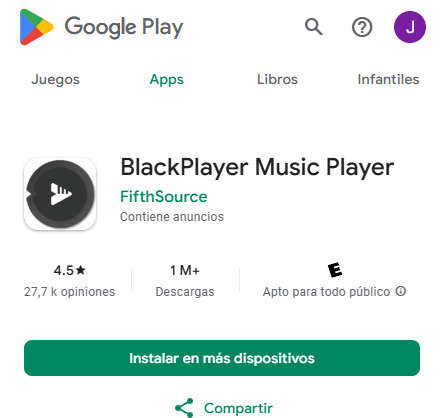 Google Play
J
Juegos Apps Libros Infantiles
BlackPlayer Music Player
FifthSource
Contiene anuncios
4.5★ 1 M+ E
27,7 k opiniones Descargas Apto para todo público
Instalar en más dispositivos
Compartir